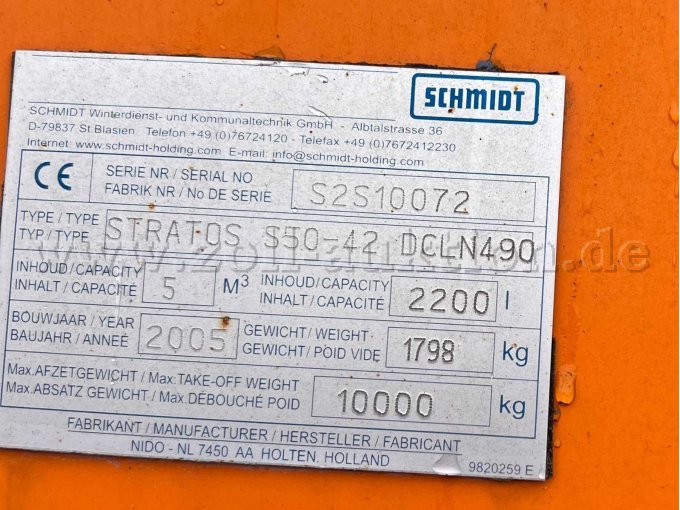 SCHMIDT
SCHMIDT Winterdienst- und Kommunaltechnik GmbH - Albtalstrasse 36
D-79837 St.Blasien Telefon +49 (0)76724120 - Telefax +49 (0)7672412230
Internet: www.schmidt-holding.com E-mail: info@schmidt-holding.com
CE
SERIE NR / SERIAL NO
FABRIK NR / No DE SERIE
S2S10072
TYPE / TYPE
TYP / TYPE
STRATOS S50-42 DCLN490
www.zoll-auktion.de
INHOUD / CAPACITY
INHALT / CAPACITÉ
5 M3
INHOUD / CAPACITY
INHALT / CAPACITÉ
2200 l
BOUWJAAR / YEAR
BAUJAHR / ANNEÉ
2005
GEWICHT / WEIGHT
GEWICHT / POID VIDE
1798 kg
Max.AFZETGEWICHT / Max.TAKE-OFF WEIGHT
Max.ABSATZ GEWICHT / Max.DÉBOUCHÉ POID
10000 kg
FABRIKANT / MANUFACTURER / HERSTELLER / FABRICANT
NIDO - NL 7450 AA HOLTEN. HOLLAND
9820259 E